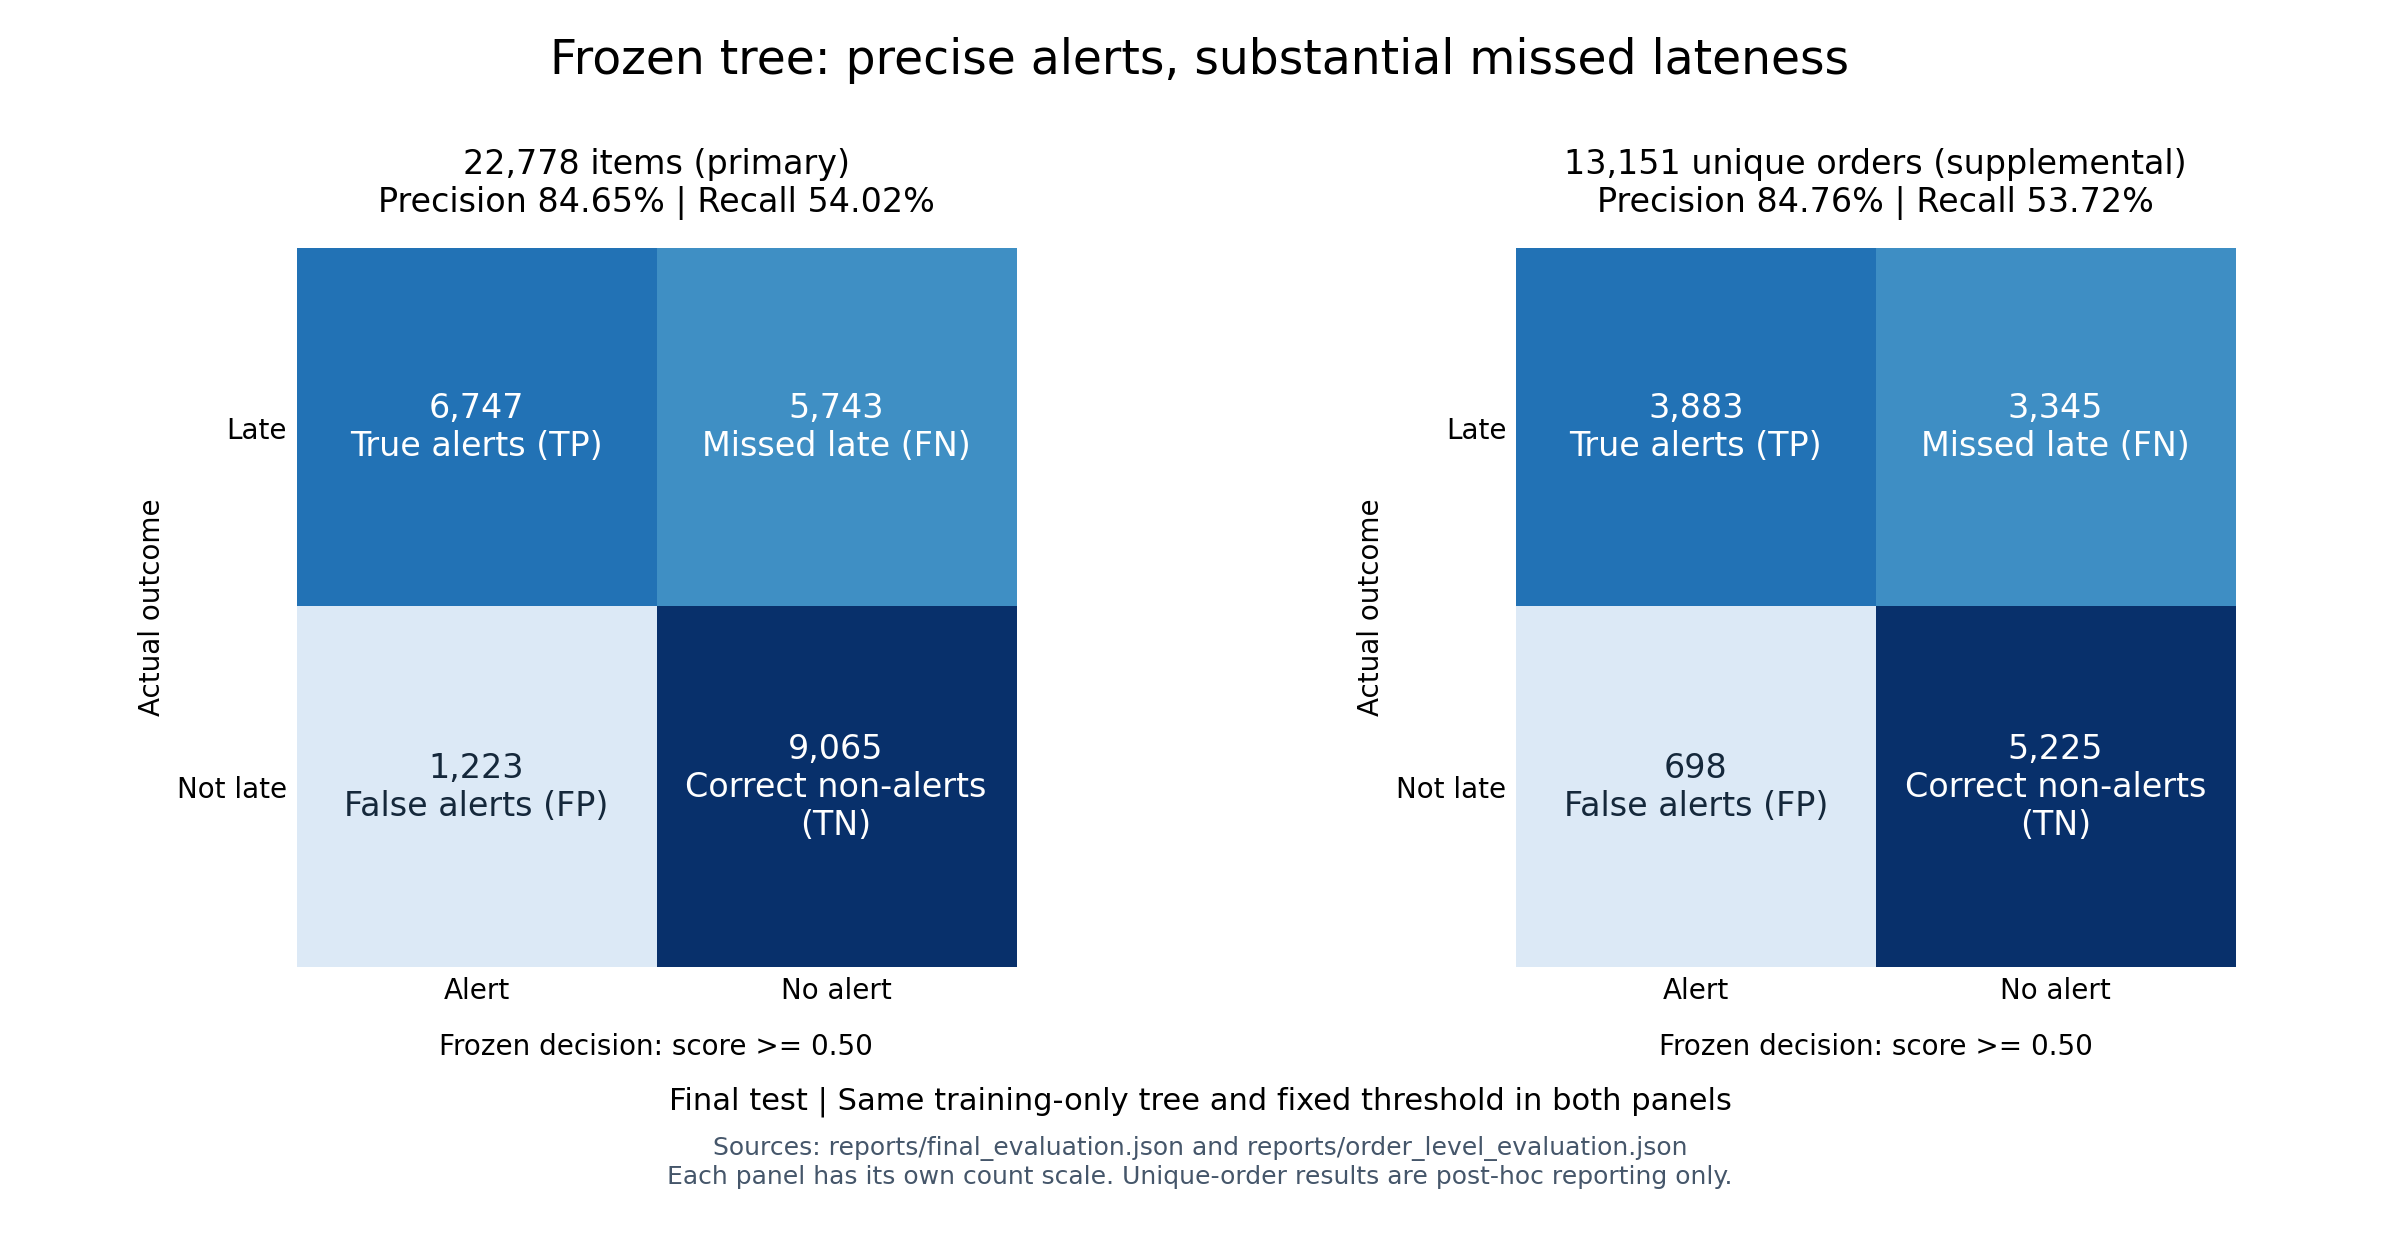 Frozen tree: precise alerts, substantial missed lateness
22,778 items (primary)
Precision 84.65% | Recall 54.02%
Actual outcome
Late
Not late
6,747
True alerts (TP)
5,743
Missed late (FN)
1,223
False alerts (FP)
9,065
Correct non-alerts
(TN)
Alert
No alert
Frozen decision: score >= 0.50
13,151 unique orders (supplemental)
Precision 84.76% | Recall 53.72%
Actual outcome
Late
Not late
3,883
True alerts (TP)
3,345
Missed late (FN)
698
False alerts (FP)
5,225
Correct non-alerts
(TN)
Alert
No alert
Frozen decision: score >= 0.50
Final test | Same training-only tree and fixed threshold in both panels
Sources: reports/final_evaluation.json and reports/order_level_evaluation.json
Each panel has its own count scale. Unique-order results are post-hoc reporting only.